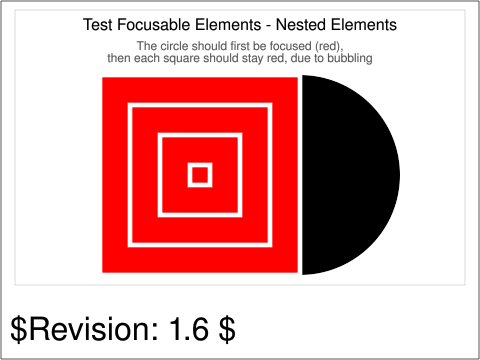 Test Focusable Elements - Nested Elements
The circle should first be focused (red),
then each square should stay red, due to bubbling
$Revision: 1.6 $